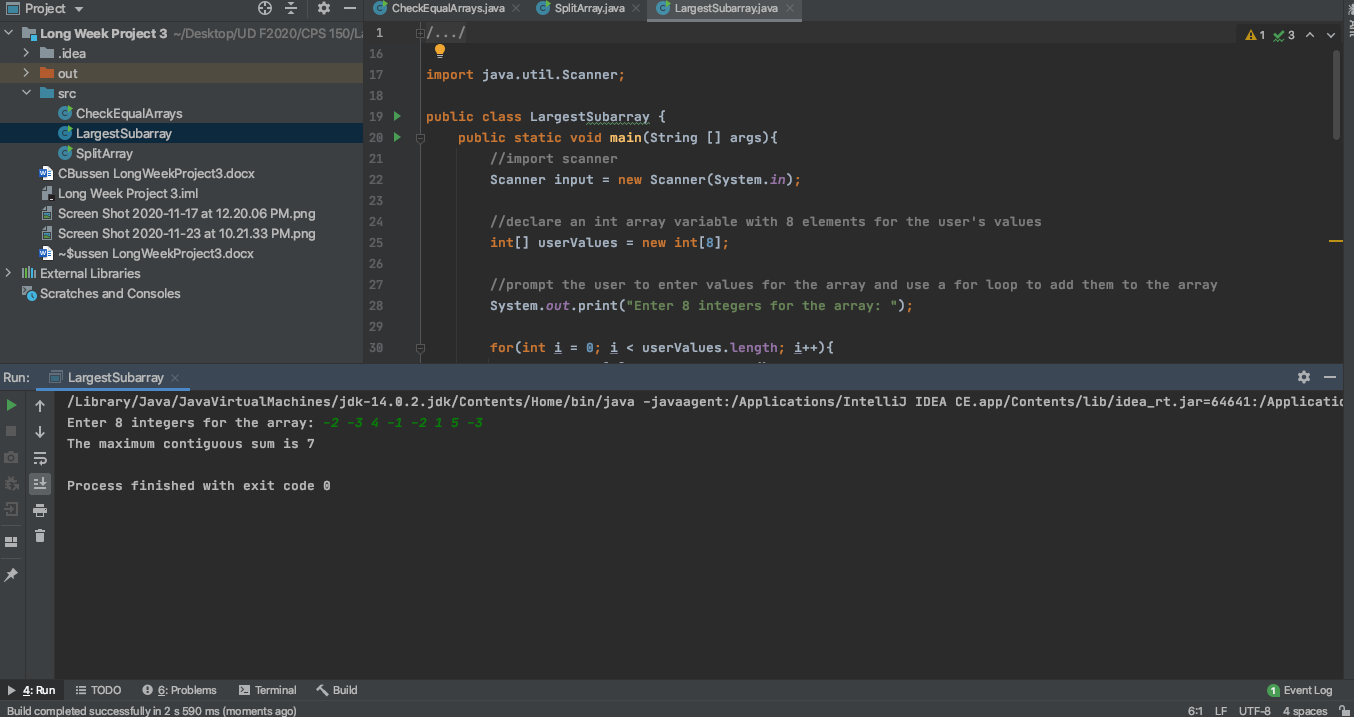 Project
CheckEqualArrays.java
SplitArray.java
LargestSubarray.java
Long Week Project 3 ~/Desktop/UD F2020/CPS 150/
.idea
out
src
CheckEqualArrays
LargestSubarray
SplitArray
CBussen LongWeekProject3.docx
Long Week Project 3.iml
Screen Shot 2020-11-17 at 12.20.06 PM.png
Screen Shot 2020-11-23 at 10.21.33 PM.png
~$ussen LongWeekProject3.docx
External Libraries
Scratches and Consoles
1 /.../
1 3
16
17 import java.util.Scanner;
18
19 public class LargestSubarray {
20 public static void main(String [] args){
21 //import scanner
22 Scanner input = new Scanner(System.in);
23
24 //declare an int array variable with 8 elements for the user's values
25 int[] userValues = new int[8];
26
27 //prompt the user to enter values for the array and use a for loop to add them to the array
28 System.out.print("Enter 8 integers for the array: ");
29
30 for(int i = 0; i < userValues.length; i++){
Run: LargestSubarray
/Library/Java/JavaVirtualMachines/jdk-14.0.2.jdk/Contents/Home/bin/java -javaagent:/Applications/IntelliJ IDEA CE.app/Contents/lib/idea_rt.jar=64641:/Applicatio
Enter 8 integers for the array: -2 -3 4 -1 -2 1 5 -3
The maximum contiguous sum is 7
Process finished with exit code 0
4: Run
TODO
6: Problems
Terminal
Build
1 Event Log
Build completed successfully in 2 s 590 ms (moments ago)
6:1 LF UTF-8 4 spaces